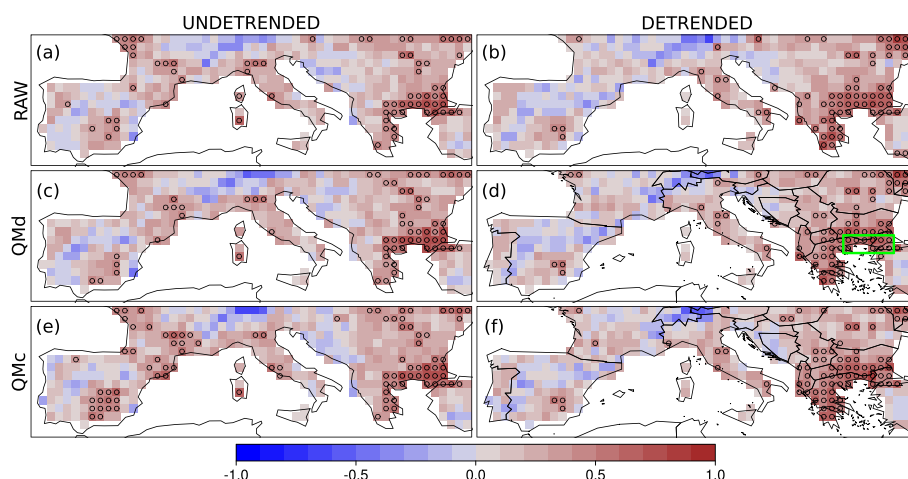 UNDETRENDED DETRENDED
RAW (a) (b)
QMd (c) (d)
QMc (e) (f)
-1.0 -0.5 0.0 0.5 1.0